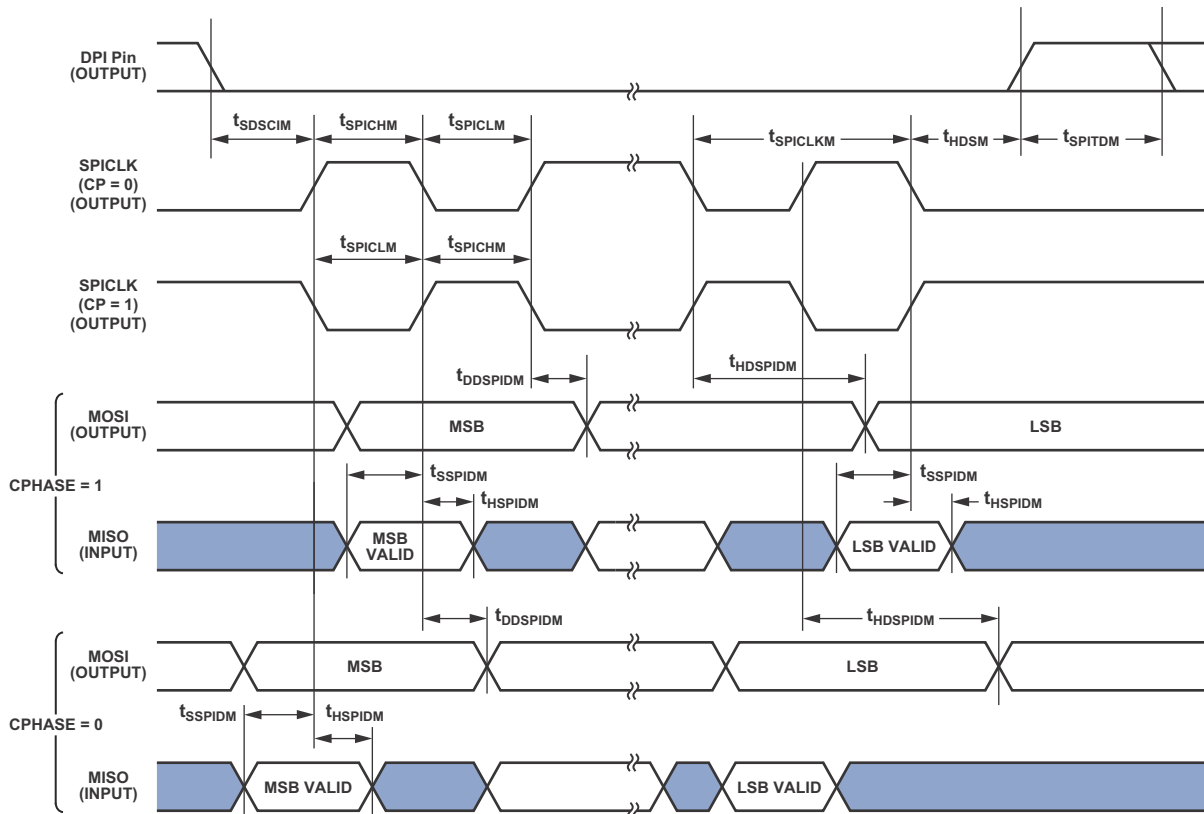 DPI Pin
(OUTPUT)
tSDSCIM tSPICHM tSPICLM tSPICLKM tHDSM tSPITDM
SPICLK
(CP = 0)
(OUTPUT)
tSPICLM tSPICHM
SPICLK
(CP = 1)
(OUTPUT)
tDDSPIDM tHDSPIDM
MOSI
(OUTPUT)
MSB LSB
CPHASE = 1
tSSPIDM tSSPIDM
tHSPIDM tHSPIDM
MISO
(INPUT)
MSB
VALID
LSB VALID
tDDSPIDM tHDSPIDM
MOSI
(OUTPUT)
MSB LSB
CPHASE = 0
tSSPIDM tHSPIDM
MISO
(INPUT)
MSB VALID LSB VALID